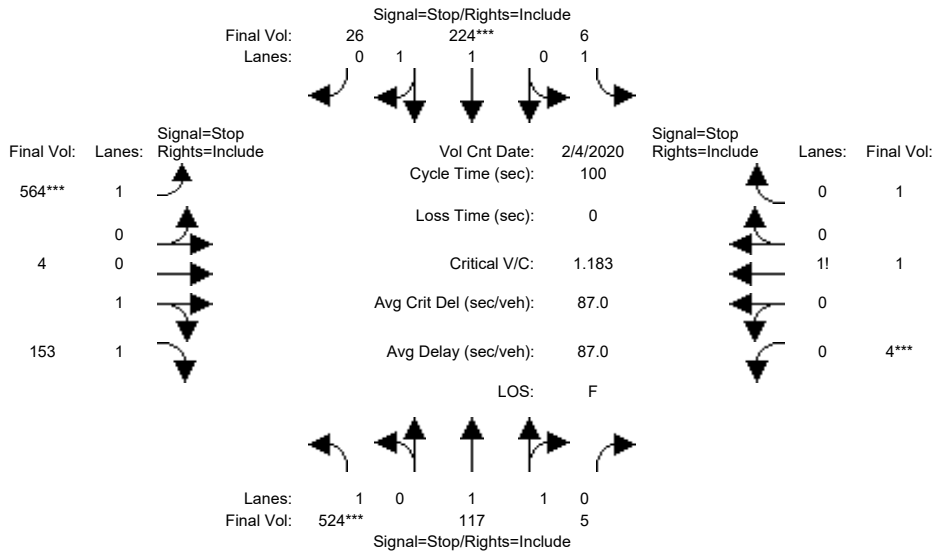 Signal=Stop/Rights=Include
Final Vol: 26 224*** 6
Lanes: 0 1 1 0 1
Signal=Stop
Final Vol: Lanes: Rights=Include
Vol Cnt Date: 2/4/2020
Signal=Stop
Rights=Include Lanes: Final Vol:
Cycle Time (sec): 100
564*** 1
0 1
Loss Time (sec): 0
0
0
4 0
Critical V/C: 1.183
1! 1
1
Avg Crit Del (sec/veh): 87.0
0
153 1
Avg Delay (sec/veh): 87.0
0 4***
LOS: F
Lanes: 1 0 1 1 0
Final Vol: 524*** 117 5
Signal=Stop/Rights=Include